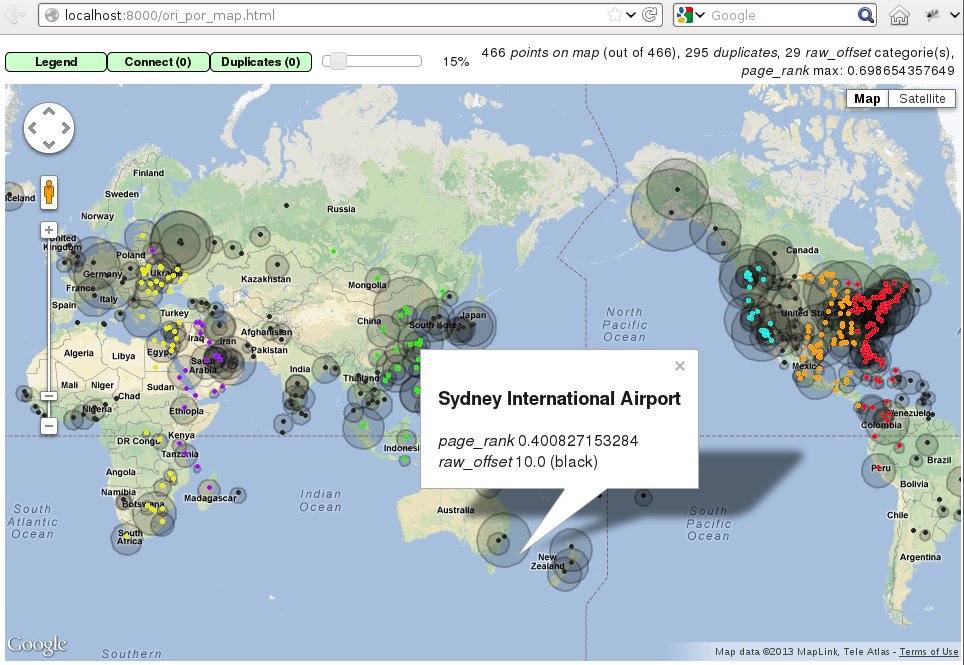 localhost:8000/ori_por_map.html
Google
Legend
Connect (0)
Duplicates (0)
15%
466 points on map (out of 466), 295 duplicates, 29 raw_offset categorie(s),
page_rank max: 0.698654357649
Map
Satellite
Finland
Sweden
Norway
Russia
Iceland
United
Kingdom
Poland
Germany
Ukraine
France
Italy
Spain
Kazakhstan
Mongolia
Canada
Turkey
China
South Korea
Japan
North
Pacific
Ocean
United States
Afghanistan
Iraq
Iran
Pakistan
Algeria
Libya
Egypt
Saudi
Arabia
India
Thailand
Mexico
Mali
Niger
Chad
Sudan
Nigeria
Ethiopia
Venezuela
Colombia
DR Congo
Kenya
Tanzania
Indonesi
Sydney International Airport
page_rank 0.400827153284
raw_offset 10.0 (black)
Angola
Namibia
Botswana
Madagascar
South
Africa
South
Atlantic
Ocean
Indian
Ocean
Australia
New
Zealand
South
Pacific
Ocean
Peru
Brazil
Bolivia
Chile
Argentina
Google
Southern
Map data ©2013 MapLink, Tele Atlas - Terms of Use